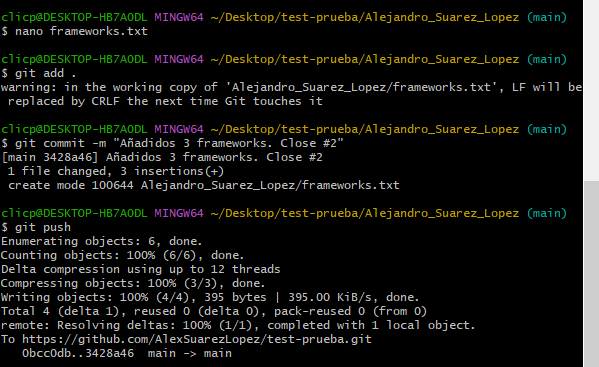 clicp@DESKTOP-HB7AODL MINGW64 ~/Desktop/test-prueba/Alejandro_Suarez_Lopez (main)
$ nano frameworks.txt
clicp@DESKTOP-HB7AODL MINGW64 ~/Desktop/test-prueba/Alejandro_Suarez_Lopez (main)
$ git add .
warning: in the working copy of 'Alejandro_Suarez_Lopez/frameworks.txt', LF will be
 replaced by CRLF the next time Git touches it
clicp@DESKTOP-HB7AODL MINGW64 ~/Desktop/test-prueba/Alejandro_Suarez_Lopez (main)
$ git commit -m "Añadidos 3 frameworks. Close #2"
[main 3428a46] Añadidos 3 frameworks. Close #2
 1 file changed, 3 insertions(+)
 create mode 100644 Alejandro_Suarez_Lopez/frameworks.txt
clicp@DESKTOP-HB7AODL MINGW64 ~/Desktop/test-prueba/Alejandro_Suarez_Lopez (main)
$ git push
Enumerating objects: 6, done.
Counting objects: 100% (6/6), done.
Delta compression using up to 12 threads
Compressing objects: 100% (3/3), done.
Writing objects: 100% (4/4), 395 bytes | 395.00 KiB/s, done.
Total 4 (delta 1), reused 0 (delta 0), pack-reused 0 (from 0)
remote: Resolving deltas: 100% (1/1), completed with 1 local object.
To https://github.com/AlexSuarezLopez/test-prueba.git
   0bcc0db..3428a46  main -> main